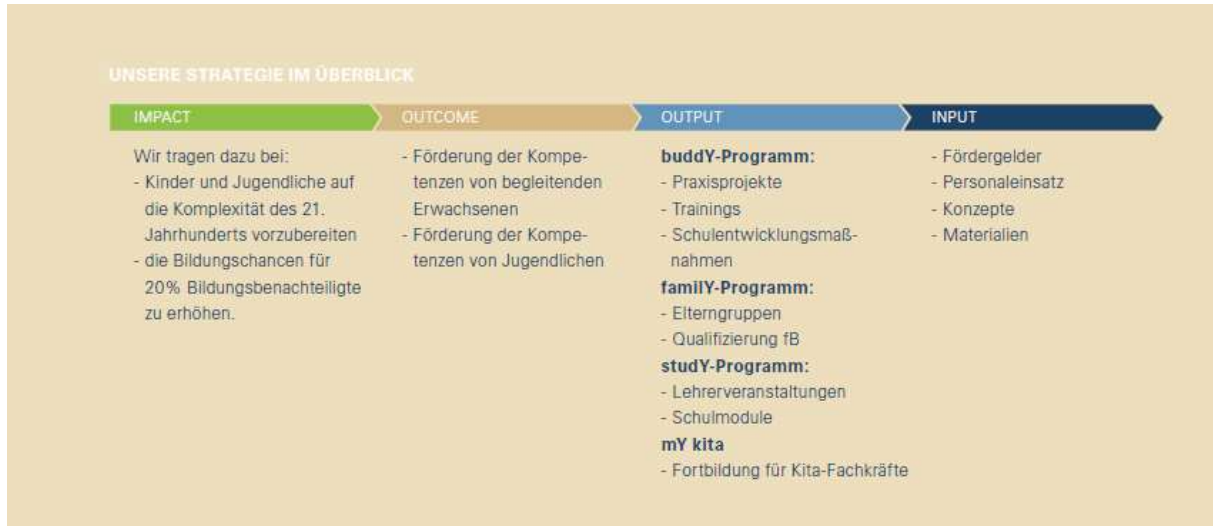 UNSERE STRATEGIE IM ÜBERBLICK
IMPACT
Wir tragen dazu bei:
- Kinder und Jugendliche auf
die Komplexität des 21.
Jahrhunderts vorzubereiten
- die Bildungschancen für
20% Bildungsbenachteiligte
zu erhöhen.
OUTCOME
- Förderung der Kompe-
tenzen von begleitenden
Erwachsenen
- Förderung der Kompe-
tenzen von Jugendlichen
OUTPUT
buddY-Programm:
- Praxisprojekte
- Trainings
- Schulentwicklungsmaß-
nahmen
familY-Programm:
- Elterngruppen
- Qualifizierung fB
studY-Programm:
- Lehrerveranstaltungen
- Schulmodule
mY kita
- Fortbildung für Kita-Fachkräfte
INPUT
- Fördergelder
- Personaleinsatz
- Konzepte
- Materialien